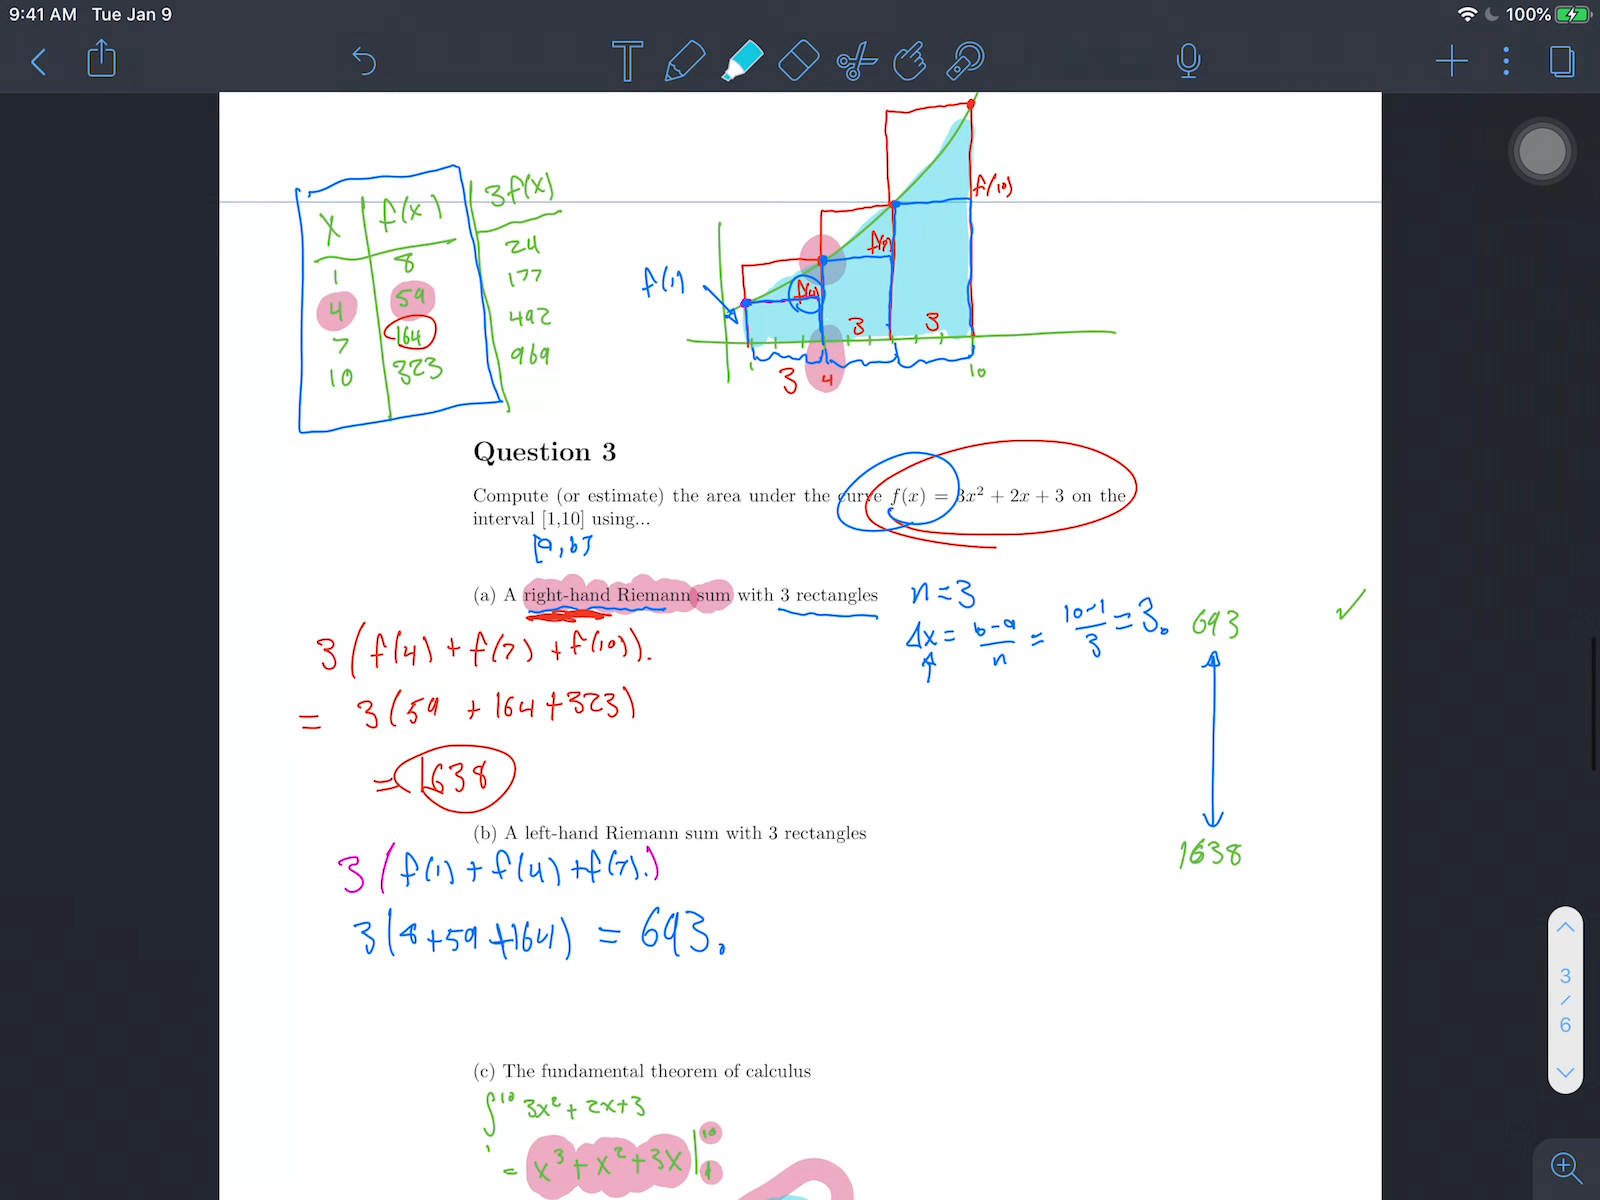 9:41 AM Tue Jan 9
100%
X f(x) 3f(x)
1 8 24
4 59 177
7 164 492
10 323 969
f(1)
f(4)
f(7)
f(10)
3 3 3
1 4 10
Question 3
Compute (or estimate) the area under the curve f(x) = 3x² + 2x + 3 on the
interval [1,10] using...
[a, b]
(a) A right-hand Riemann sum with 3 rectangles
n = 3
Δx = b-a/n = 10-1/3 = 3.
693
1638
3(f(4) + f(7) + f(10)).
= 3(59 + 164 + 323)
= 1638
(b) A left-hand Riemann sum with 3 rectangles
3(f(1) + f(4) + f(7).)
3(8 + 59 + 164) = 693.
(c) The fundamental theorem of calculus
∫₁¹⁰ 3x² + 2x + 3
= x³ + x² + 3x |₁¹⁰
3
/
6